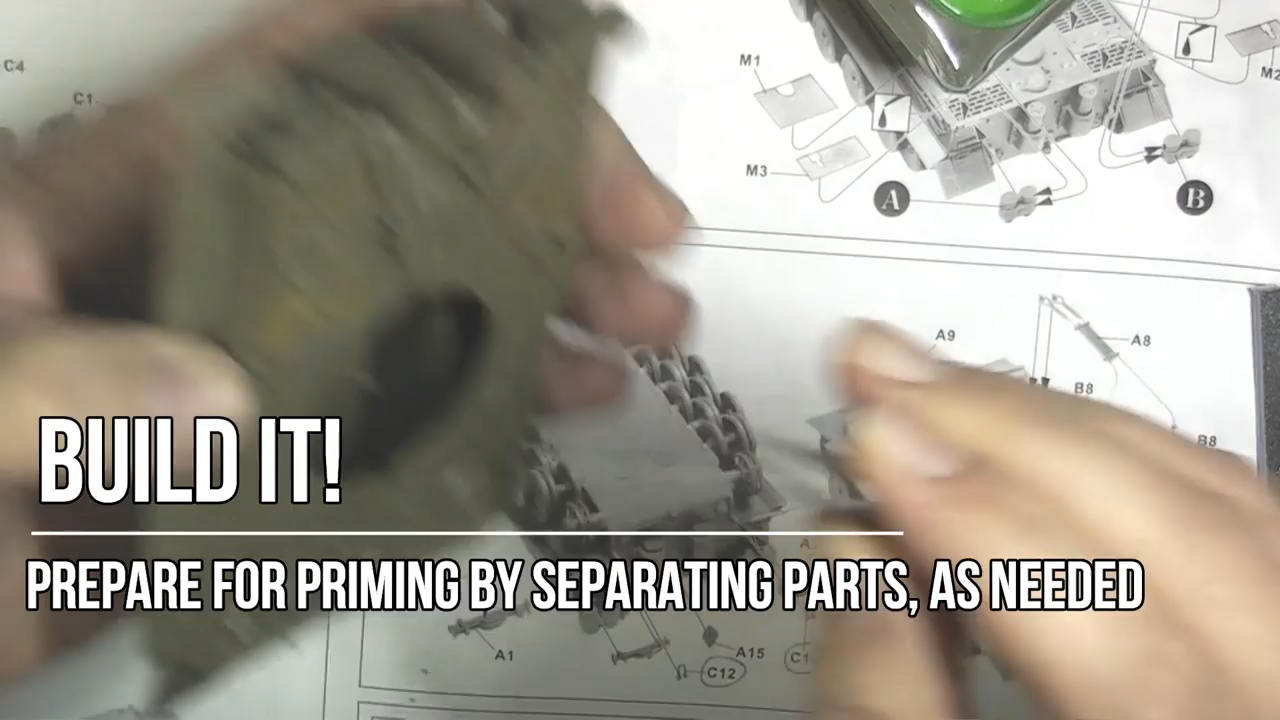 C4
C1
M1
M2
M3
A
B
A9
A8
B8
B8
BUILD IT!
PREPARE FOR PRIMING BY SEPARATING PARTS, AS NEEDED
A1
A15
C12